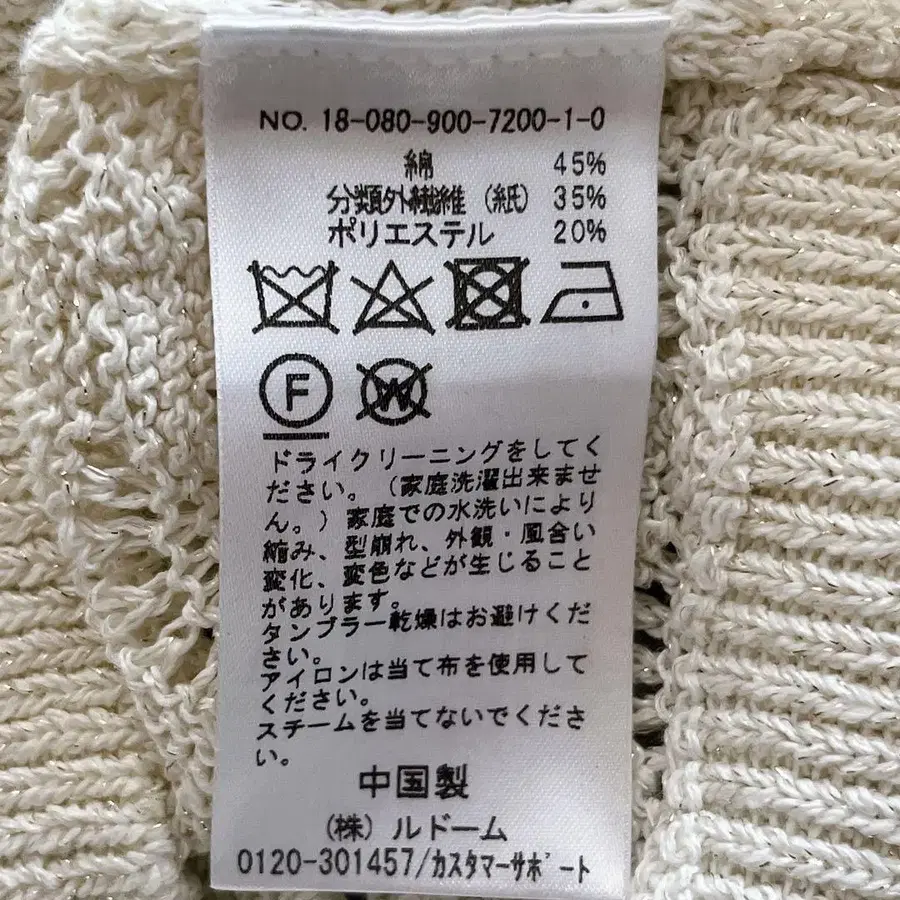 NO. 18-080-900-7200-1-0
綿 45%
分類外繊維（紙） 35%
ポリエステル 20%
F W
ドライクリーニングをしてく
ださい。（家庭洗濯出来ませ
ん。）家庭での水洗いにより
縮み、型崩れ、外観・風合い
変化、変色などが生じること
があります。
タンブラー乾燥はお避けくだ
さい。
アイロンは当て布を使用して
ください。
スチームを当てないでくださ
い。
中国製
（株）ルドーム
0120-301457/カスタマーサポート